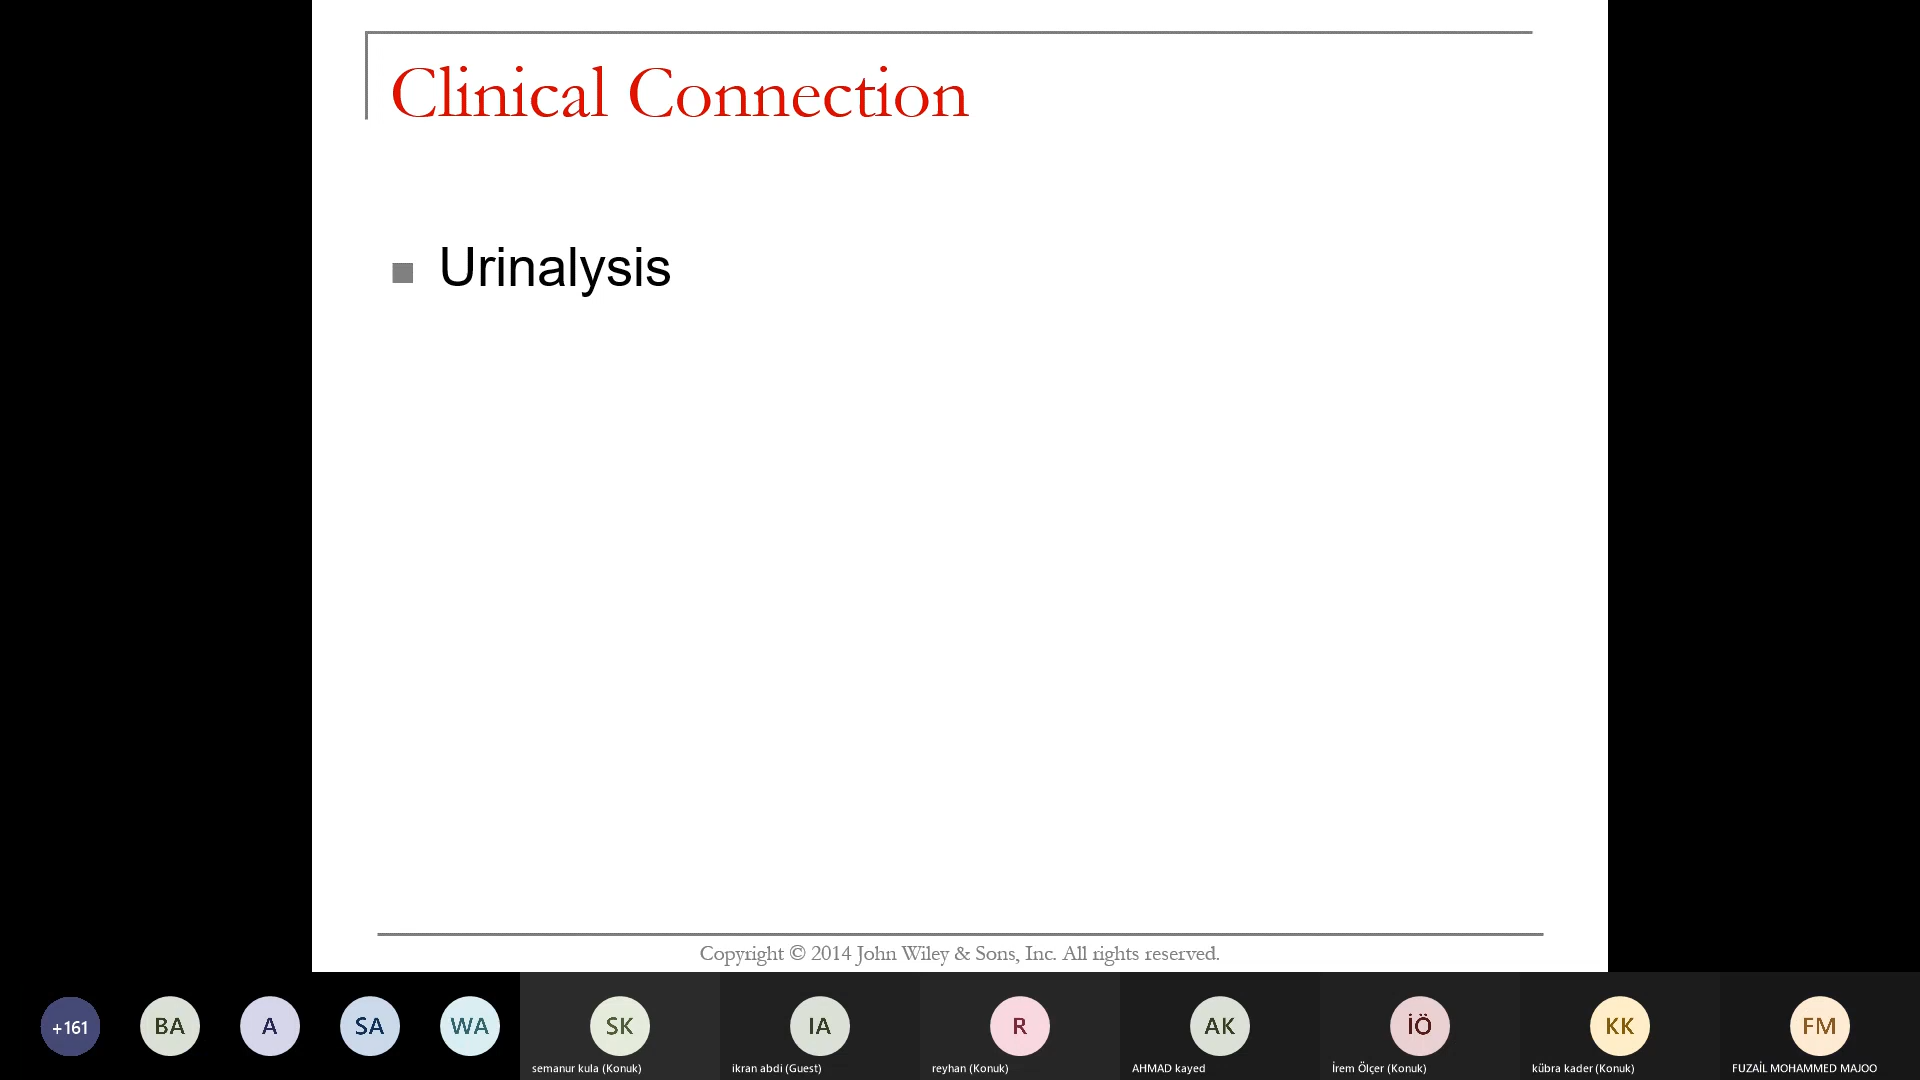 Clinical Connection
Urinalysis
Copyright © 2014 John Wiley & Sons, Inc. All rights reserved.
+161
BA
A
SA
WA
SK
IA
R
AK
İÖ
KK
FM
semanur kula (Konuk)
ikran abdi (Guest)
reyhan (Konuk)
AHMAD kayed
İrem Ölçer (Konuk)
kübra kader (Konuk)
FUZAİL MOHAMMED MAJOO